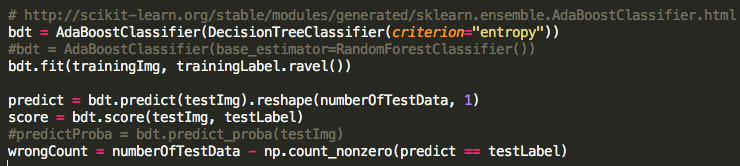 # http://scikit-learn.org/stable/modules/generated/sklearn.ensemble.AdaBoostClassifier.html
bdt = AdaBoostClassifier(DecisionTreeClassifier(criterion="entropy"))
#bdt = AdaBoostClassifier(base_estimator=RandomForestClassifier())
bdt.fit(trainingImg, trainingLabel.ravel())
predict = bdt.predict(testImg).reshape(numberOfTestData, 1)
score = bdt.score(testImg, testLabel)
#predictProba = bdt.predict_proba(testImg)
wrongCount = numberOfTestData - np.count_nonzero(predict == testLabel)